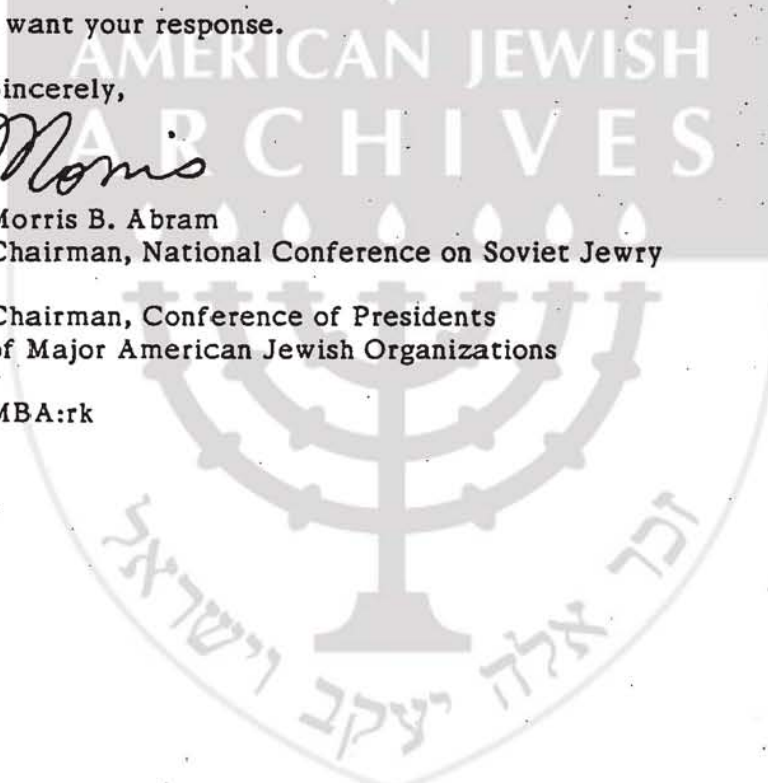 want your response.
AMERICAN JEWISH
incerely,
ARCHIVES
Morris
Morris B. Abram
Chairman, National Conference on Soviet Jewry
Chairman, Conference of Presidents
of Major American Jewish Organizations
MBA:rk
זכר אלה יעקב וישראל